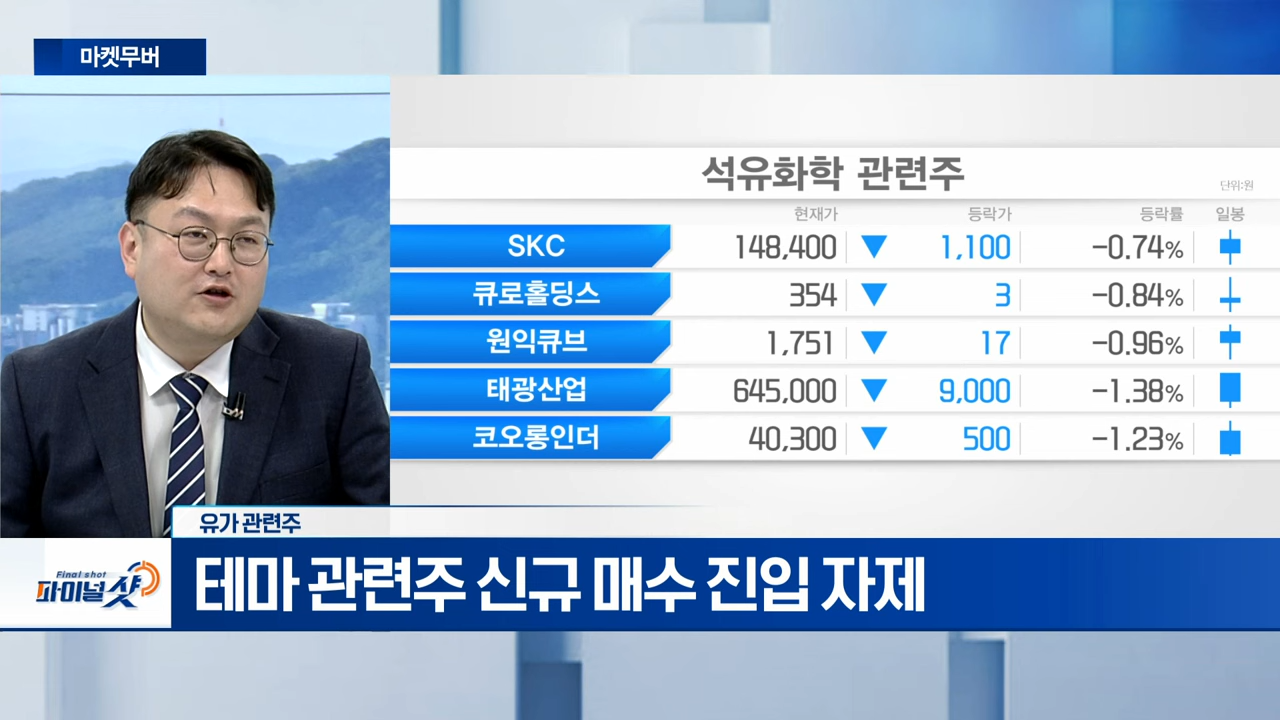 마켓무버
석유화학 관련주
단위:원
현재가 등락가 등락률 일봉
SKC 148,400 ▼ 1,100 -0.74%
큐로홀딩스 354 ▼ 3 -0.84%
원익큐브 1,751 ▼ 17 -0.96%
태광산업 645,000 ▼ 9,000 -1.38%
코오롱인더 40,300 ▼ 500 -1.23%
유가 관련주
Final shot
파이널샷
테마 관련주 신규 매수 진입 자제